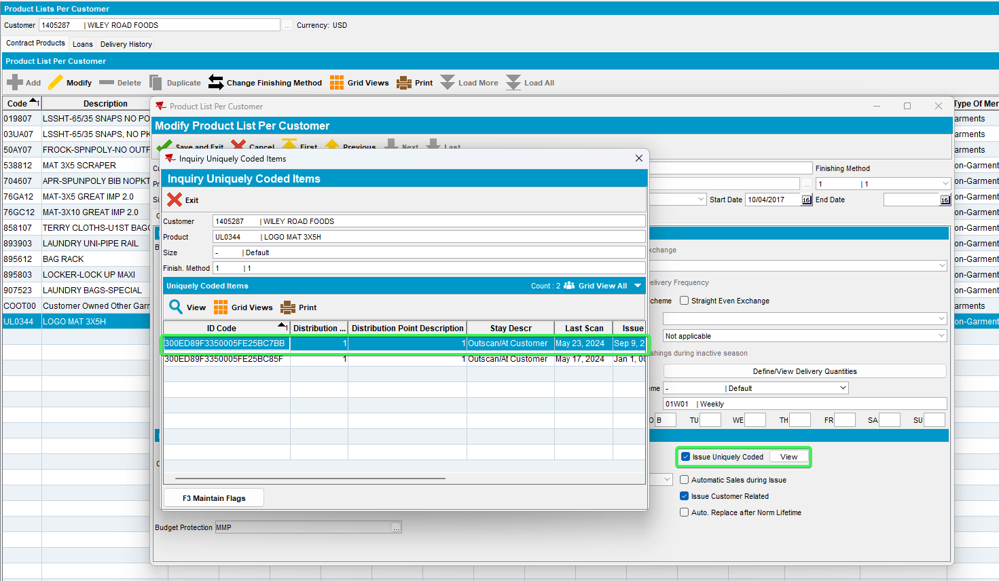 Product Lists Per Customer
Customer 1405287 | WILEY ROAD FOODS ... Currency: USD
Contract Products Loans Delivery History
Product List Per Customer
Add Modify Delete Duplicate Change Finishing Method Grid Views Print Load More Load All
Code 1 Description Type Of Mer
019807 LSSHT-65/35 SNAPS NO PO arments
03UA07 LSSHT-65/35 SNAPS, NO PK arments
50AY07 FROCK-SPNPOLY-NO OUTF arments
538812 MAT 3X5 SCRAPER on-Garment
704607 APR-SPUNPOLY BIB NOPKT on-Garment
76GA12 MAT-3X5 GREAT IMP 2.0 on-Garment
76GC12 MAT-3X10 GREAT IMP 2.0 on-Garment
858107 TERRY CLOTHS-U1ST BAGG on-Garment
893903 LAUNDRY UNI-PIPE RAIL on-Garment
895612 BAG RACK on-Garment
895803 LOCKER-LOCK UP MAXI on-Garment
907523 LAUNDRY BAGS-SPECIAL on-Garment
COOT00 Customer Owned Other Gar arments
UL0344 LOGO MAT 3X5H on-Garment
Product List Per Customer
Modify Product List Per Customer
Save and Exit Cancel First Previous Next Last
Cu Finishing Method
Pr ... 1 | 1
Si Start Date 10/04/2017 16 End Date 16
xchange
Delivery Frequency
cheme Straight Even Exchange
Not applicable
shings during inactive season
Define/View Delivery Quantities
eme - | Default
01W01 | Weekly
O B TU WE TH FR SA SU
Issue Uniquely Coded View
Automatic Sales during Issue
Issue Customer Related
Auto. Replace after Norm Lifetime
Budget Protection MMP ...
Inquiry Uniquely Coded Items
Inquiry Uniquely Coded Items
Exit
Customer 1405287 | WILEY ROAD FOODS
Product UL0344 | LOGO MAT 3X5H
Size - | Default
Finish. Method 1 | 1
Uniquely Coded Items Count : 2 Grid View All
View Grid Views Print
ID Code 1 Distribution ... Distribution Point Description Stay Descr Last Scan Issue
300ED89F3350005FE25BC7BB 1 1 Outscan/At Customer May 23, 2024 Sep 9, 2
300ED89F3350005FE25BC85F 1 1 Outscan/At Customer May 17, 2024 Jan 1, 00
F3 Maintain Flags